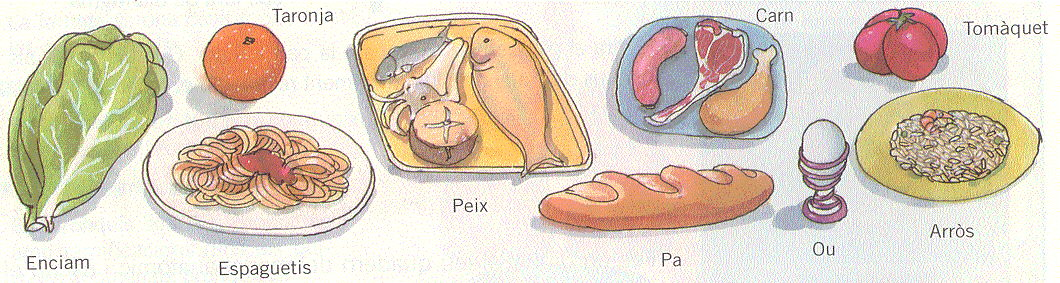 Taronja
Carn
Tomàquet
Peix
Arròs
Ou
Pa
Enciam
Espaguetis